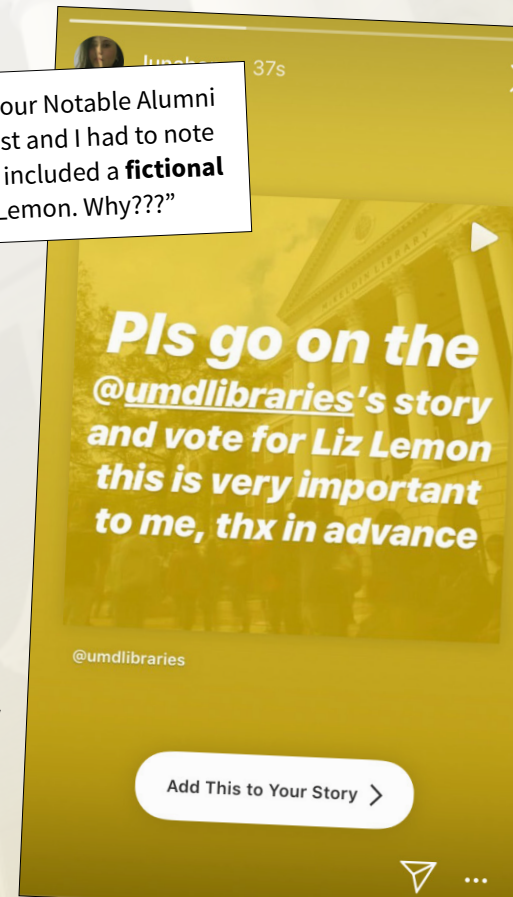 37s
our Notable Alumni
st and I had to note
included a fictional
Lemon. Why???”
MCKELDIN LIBRARY
Pls go on the
@umdlibraries’s story
and vote for Liz Lemon
this is very important
to me, thx in advance
@umdlibraries
Add This to Your Story